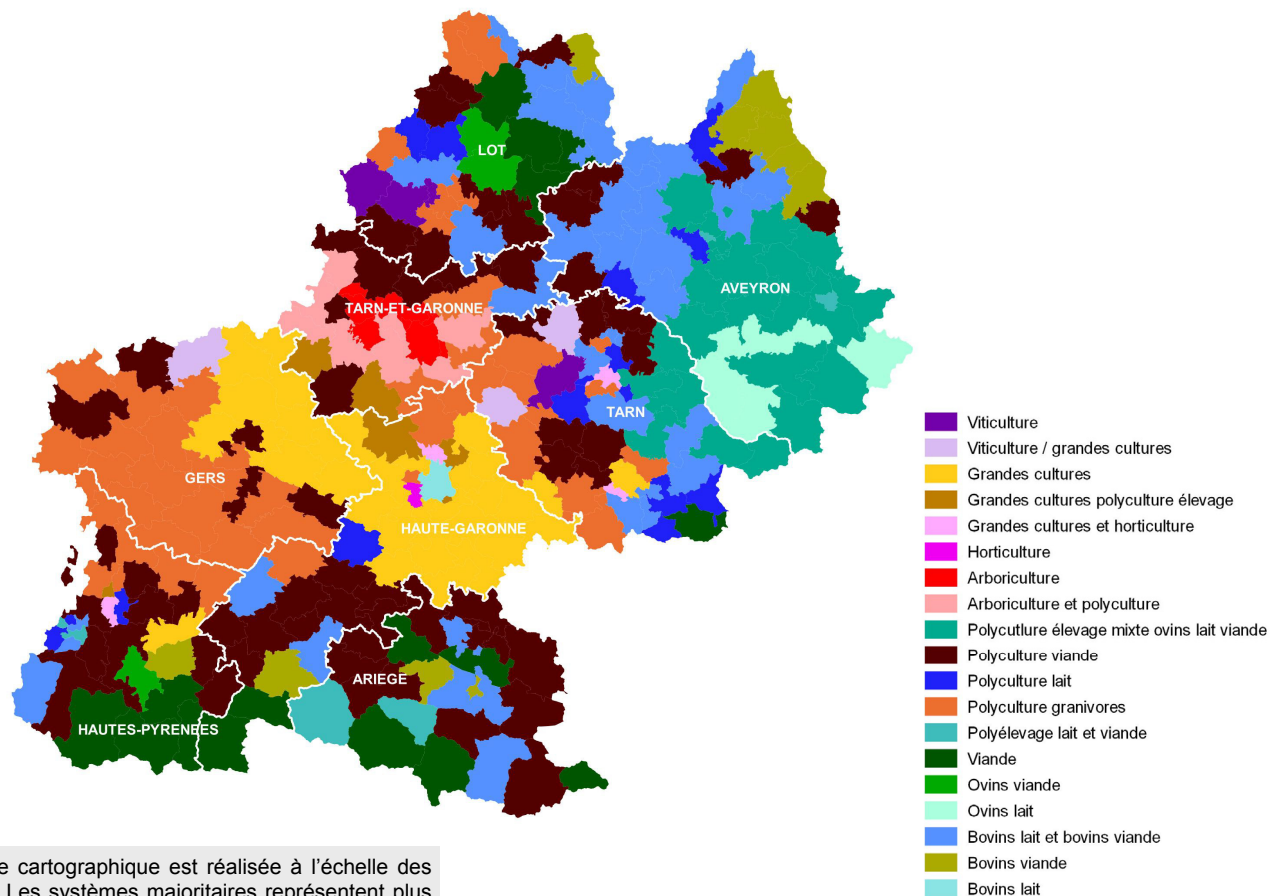 LOT
AVEYRON
TARN-ET-GARONNE
TARN
GERS
HAUTE-GARONNE
ARIEGE
HAUTES-PYRENEES
Viticulture
Viticulture / grandes cultures
Grandes cultures
Grandes cultures polyculture élevage
Grandes cultures et horticulture
Horticulture
Arboriculture
Arboriculture et polyculture
Polycutlure élevage mixte ovins lait viande
Polyculture viande
Polyculture lait
Polyculture granivores
Polyélevage lait et viande
Viande
Ovins viande
Ovins lait
Bovins lait et bovins viande
Bovins viande
Bovins lait
e cartographique est réalisée à l'échelle des
Les systèmes majoritaires représentent plus